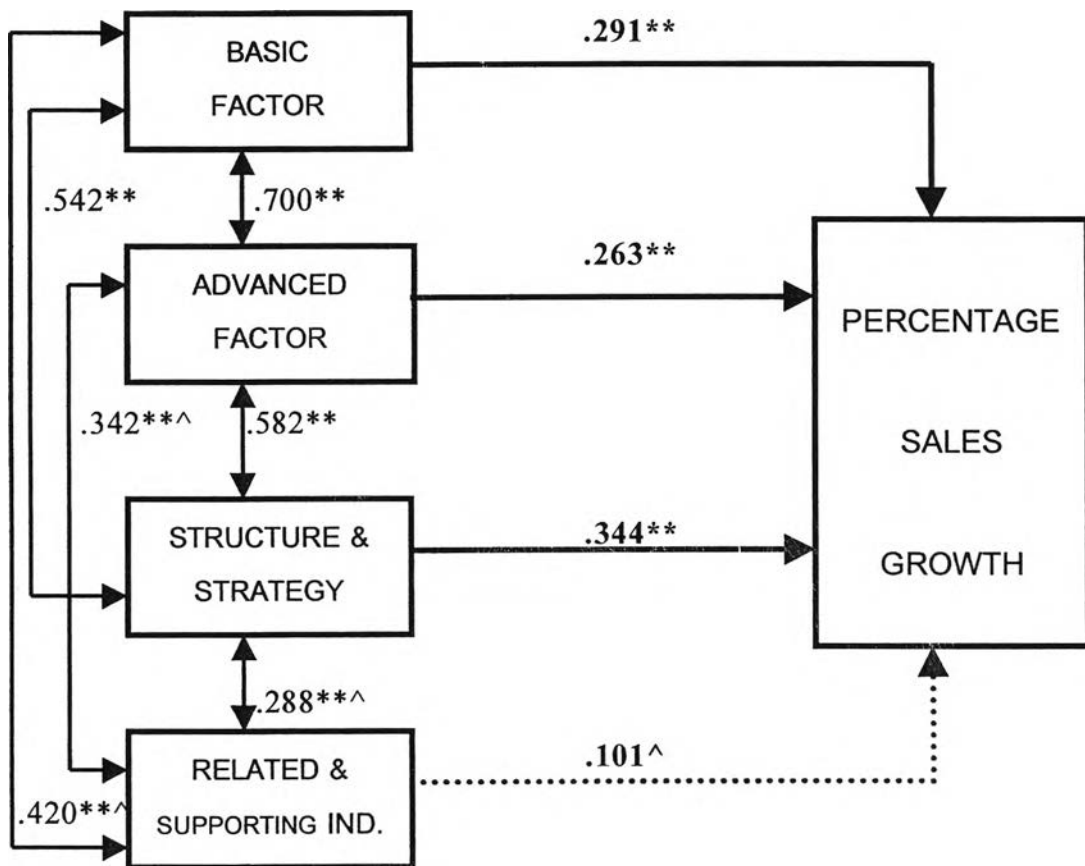 .291**
BASIC
FACTOR
.542**
.700**
.263**
ADVANCED
FACTOR
PERCENTAGE
SALES
GROWTH
.342**^
.582**
.344**
STRUCTURE &
STRATEGY
.288**^
.101^
RELATED &
SUPPORTING IND.
.420**^